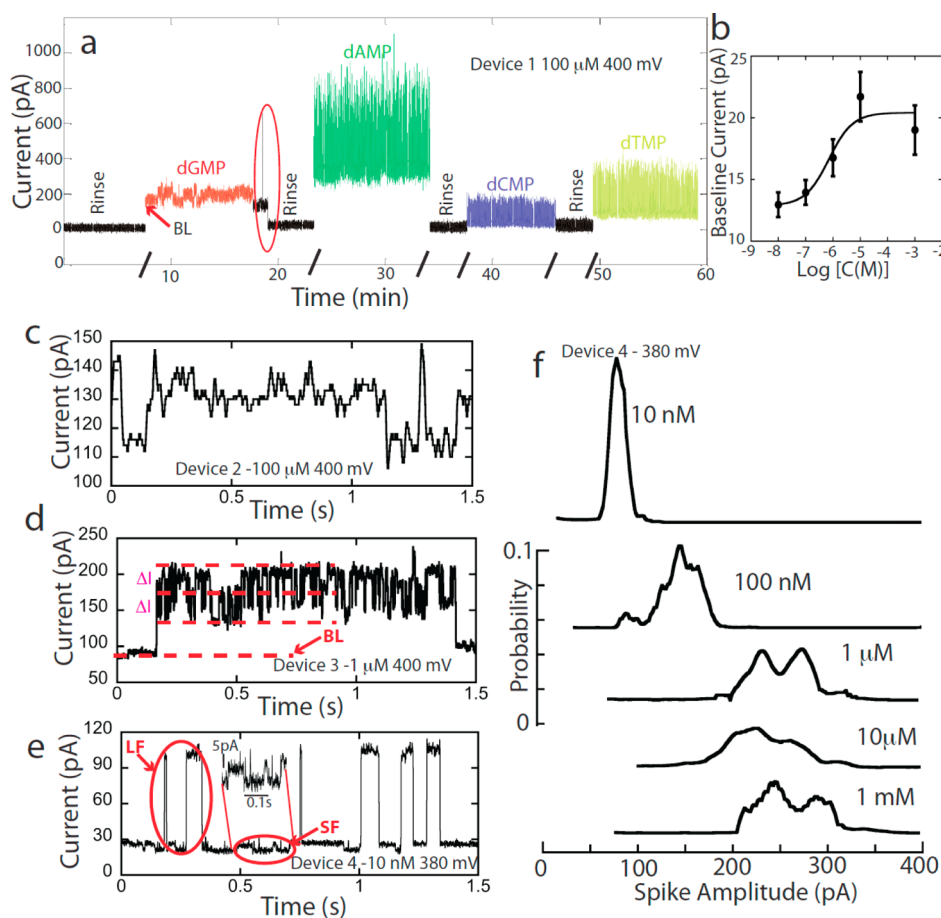 a
Current (pA)
1000
800
600
400
200
0
0
Rinse
dGMP
BL
Rinse
dAMP
Device 1 100 μM 400 mV
Rinse
dCMP
Rinse
dTMP
10
20
30
40
50
60
Time (min)
b
Baseline Current (pA)
25
20
15
10
-9 -8 -7 -6 -5 -4 -3 -2
Log [C(M)]
c
Current (pA)
150
140
130
120
110
100
Device 2 -100 μM 400 mV
0
0.5
1
1.5
Time (s)
d
Current (pA)
250
200
150
100
50
ΔI
ΔI
BL
Device 3 -1 μM 400 mV
0
0.5
1
1.5
Time (s)
e
Current (pA)
120
90
60
30
0
LF
5pA
0.1s
SF
Device 4 -10 nM 380 mV
0
0.5
1
1.5
Time (s)
f
Device 4 - 380 mV
10 nM
0.1
100 nM
Probability
1 μM
0
10μM
1 mM
0
100
200
300
400
Spike Amplitude (pA)